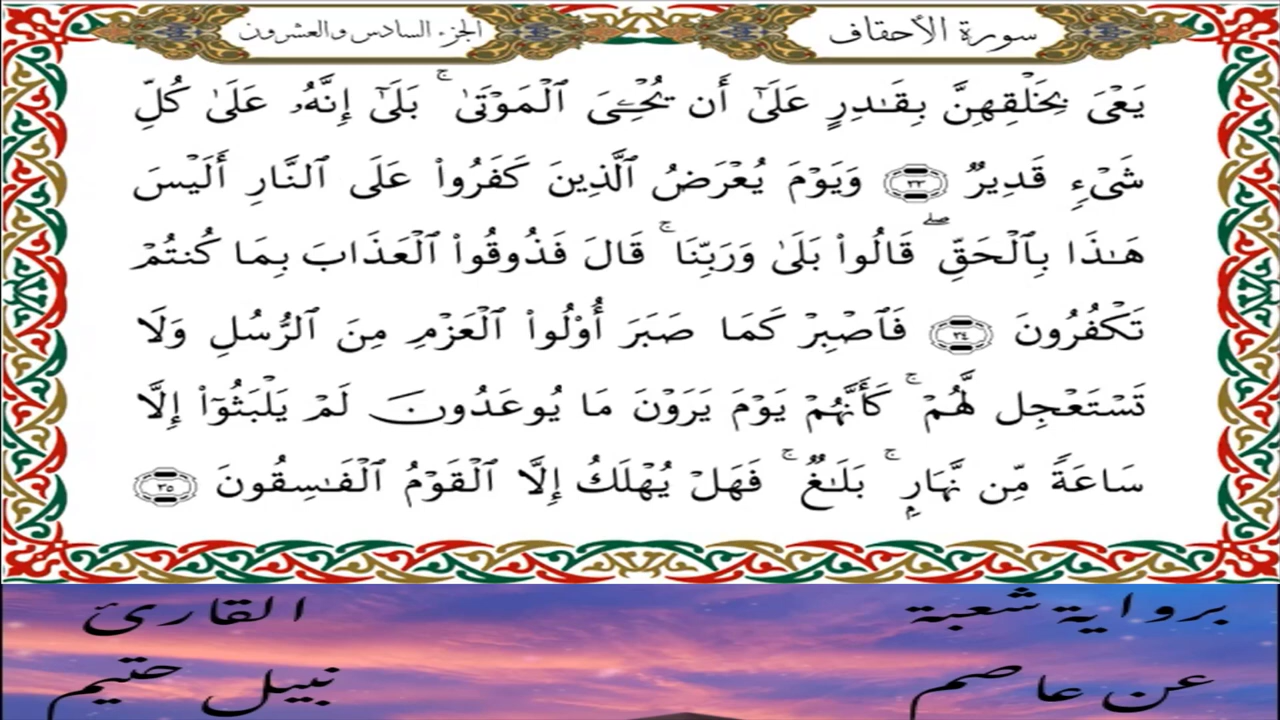 سورة الأحقاف
الجزء السادس والعشرون
يَعْىَ بِخَلْقِهِنَّ بِقَـٰدِرٍ عَلَىٰٓ أَن يُحْـِۧىَ ٱلْمَوْتَىٰ ۚ بَلَىٰٓ إِنَّهُۥ عَلَىٰ كُلِّ
شَىْءٍ قَدِيرٌ ٣٣ وَيَوْمَ يُعْرَضُ ٱلَّذِينَ كَفَرُوا۟ عَلَى ٱلنَّارِ أَلَيْسَ
هَـٰذَا بِٱلْحَقِّ ۖ قَالُوا۟ بَلَىٰ وَرَبِّنَا ۚ قَالَ فَذُوقُوا۟ ٱلْعَذَابَ بِمَا كُنتُمْ
تَكْفُرُونَ ٣٤ فَٱصْبِرْ كَمَا صَبَرَ أُو۟لُوا۟ ٱلْعَزْمِ مِنَ ٱلرُّسُلِ وَلَا
تَسْتَعْجِل لَّهُمْ ۚ كَأَنَّهُمْ يَوْمَ يَرَوْنَ مَا يُوعَدُونَ لَمْ يَلْبَثُوٓا۟ إِلَّا
سَاعَةً مِّن نَّهَارٍۭ ۚ بَلَـٰغٌ ۚ فَهَلْ يُهْلَكُ إِلَّا ٱلْقَوْمُ ٱلْفَـٰسِقُونَ ٣٥
برواية شعبة
عن عاصم
القارئ
نبيل حتيم